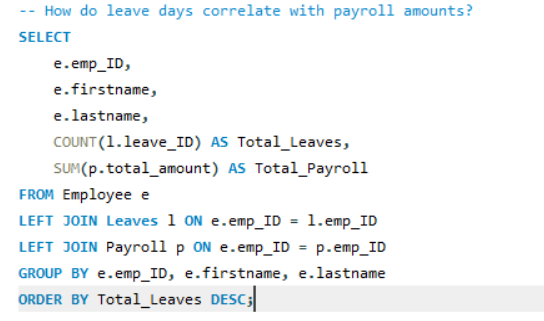 -- How do leave days correlate with payroll amounts?
SELECT
    e.emp_ID,
    e.firstname,
    e.lastname,
    COUNT(l.leave_ID) AS Total_Leaves,
    SUM(p.total_amount) AS Total_Payroll
FROM Employee e
LEFT JOIN Leaves l ON e.emp_ID = l.emp_ID
LEFT JOIN Payroll p ON e.emp_ID = p.emp_ID
GROUP BY e.emp_ID, e.firstname, e.lastname
ORDER BY Total_Leaves DESC;